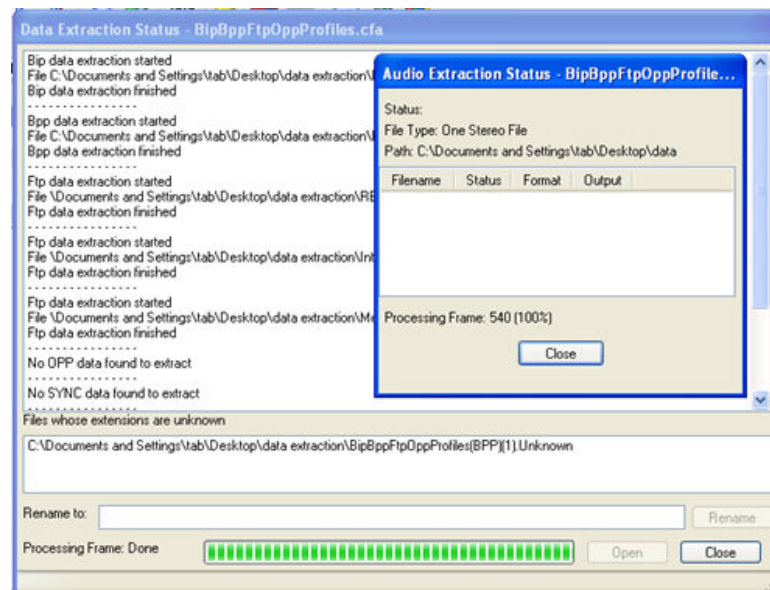 Data Extraction Status - BipBppFtpOppProfiles.cfa
Bip data extraction started
File C:\Documents and Settings\tab\Desktop\data extraction\
Bip data extraction finished
- - - - - - - - - - - - - - - -
Bpp data extraction started
File C:\Documents and Settings\tab\Desktop\data extraction\
Bpp data extraction finished
- - - - - - - - - - - - - - - -
Ftp data extraction started
File \Documents and Settings\tab\Desktop\data extraction\RE
Ftp data extraction finished
- - - - - - - - - - - - - - - -
Ftp data extraction started
File \Documents and Settings\tab\Desktop\data extraction\Int
Ftp data extraction finished
- - - - - - - - - - - - - - - -
Ftp data extraction started
File \Documents and Settings\tab\Desktop\data extraction\Me
Ftp data extraction finished
- - - - - - - - - - - - - - - -
No OPP data found to extract
- - - - - - - - - - - - - - - -
No SYNC data found to extract
- - - - - - - - - - - - - - - -
Audio Extraction Status - BipBppFtpOppProfile...
Status:
File Type: One Stereo File
Path: C:\Documents and Settings\tab\Desktop\data
Filename Status Format Output
Processing Frame: 540 (100%)
Close
Files whose extensions are unknown
C:\Documents and Settings\tab\Desktop\data extraction\BipBppFtpOppProfiles(BPP)(1).Unknown
Rename to:
Rename
Processing Frame: Done
Open
Close